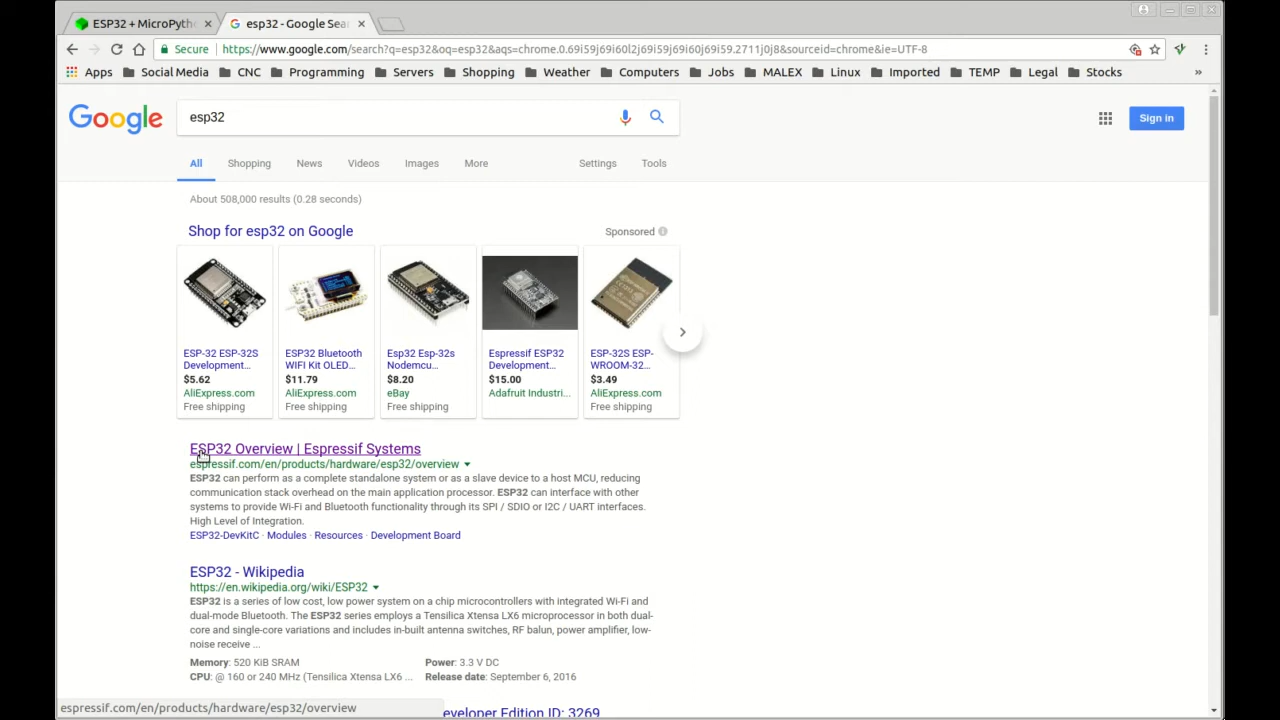 ESP32 + MicroPyth
esp32 - Google Sear
Secure
https://www.google.com/search?q=esp32&oq=esp32&aqs=chrome.0.69i59j69i60l2j69i59j69i60j69i59.2711j0j8&sourceid=chrome&ie=UTF-8
Apps Social Media CNC Programming Servers Shopping Weather Computers Jobs MALEX Linux Imported TEMP Legal Stocks »
Google
esp32
Sign in
All Shopping News Videos Images More Settings Tools
About 508,000 results (0.28 seconds)
Shop for esp32 on Google
Sponsored
ESP-32 ESP-32S
Development...
$5.62
AliExpress.com
Free shipping
ESP32 Bluetooth
WIFI Kit OLED...
$11.79
AliExpress.com
Free shipping
Esp32 Esp-32s
Nodemcu...
$8.20
eBay
Free shipping
Espressif ESP32
Development...
$15.00
Adafruit Industri...
ESP-32S ESP-
WROOM-32...
$3.49
AliExpress.com
Free shipping
ESP32 Overview | Espressif Systems
espressif.com/en/products/hardware/esp32/overview
ESP32 can perform as a complete standalone system or as a slave device to a host MCU, reducing
communication stack overhead on the main application processor. ESP32 can interface with other
systems to provide Wi-Fi and Bluetooth functionality through its SPI / SDIO or I2C / UART interfaces.
High Level of Integration.
ESP32-DevKitC · Modules · Resources · Development Board
ESP32 - Wikipedia
https://en.wikipedia.org/wiki/ESP32
ESP32 is a series of low cost, low power system on a chip microcontrollers with integrated Wi-Fi and
dual-mode Bluetooth. The ESP32 series employs a Tensilica Xtensa LX6 microprocessor in both dual-
core and single-core variations and includes in-built antenna switches, RF balun, power amplifier, low-
noise receive ...
Memory: 520 KiB SRAM
Power: 3.3 V DC
CPU: @ 160 or 240 MHz (Tensilica Xtensa LX6 ...
Release date: September 6, 2016
espressif.com/en/products/hardware/esp32/overview
eveloper Edition ID: 3269